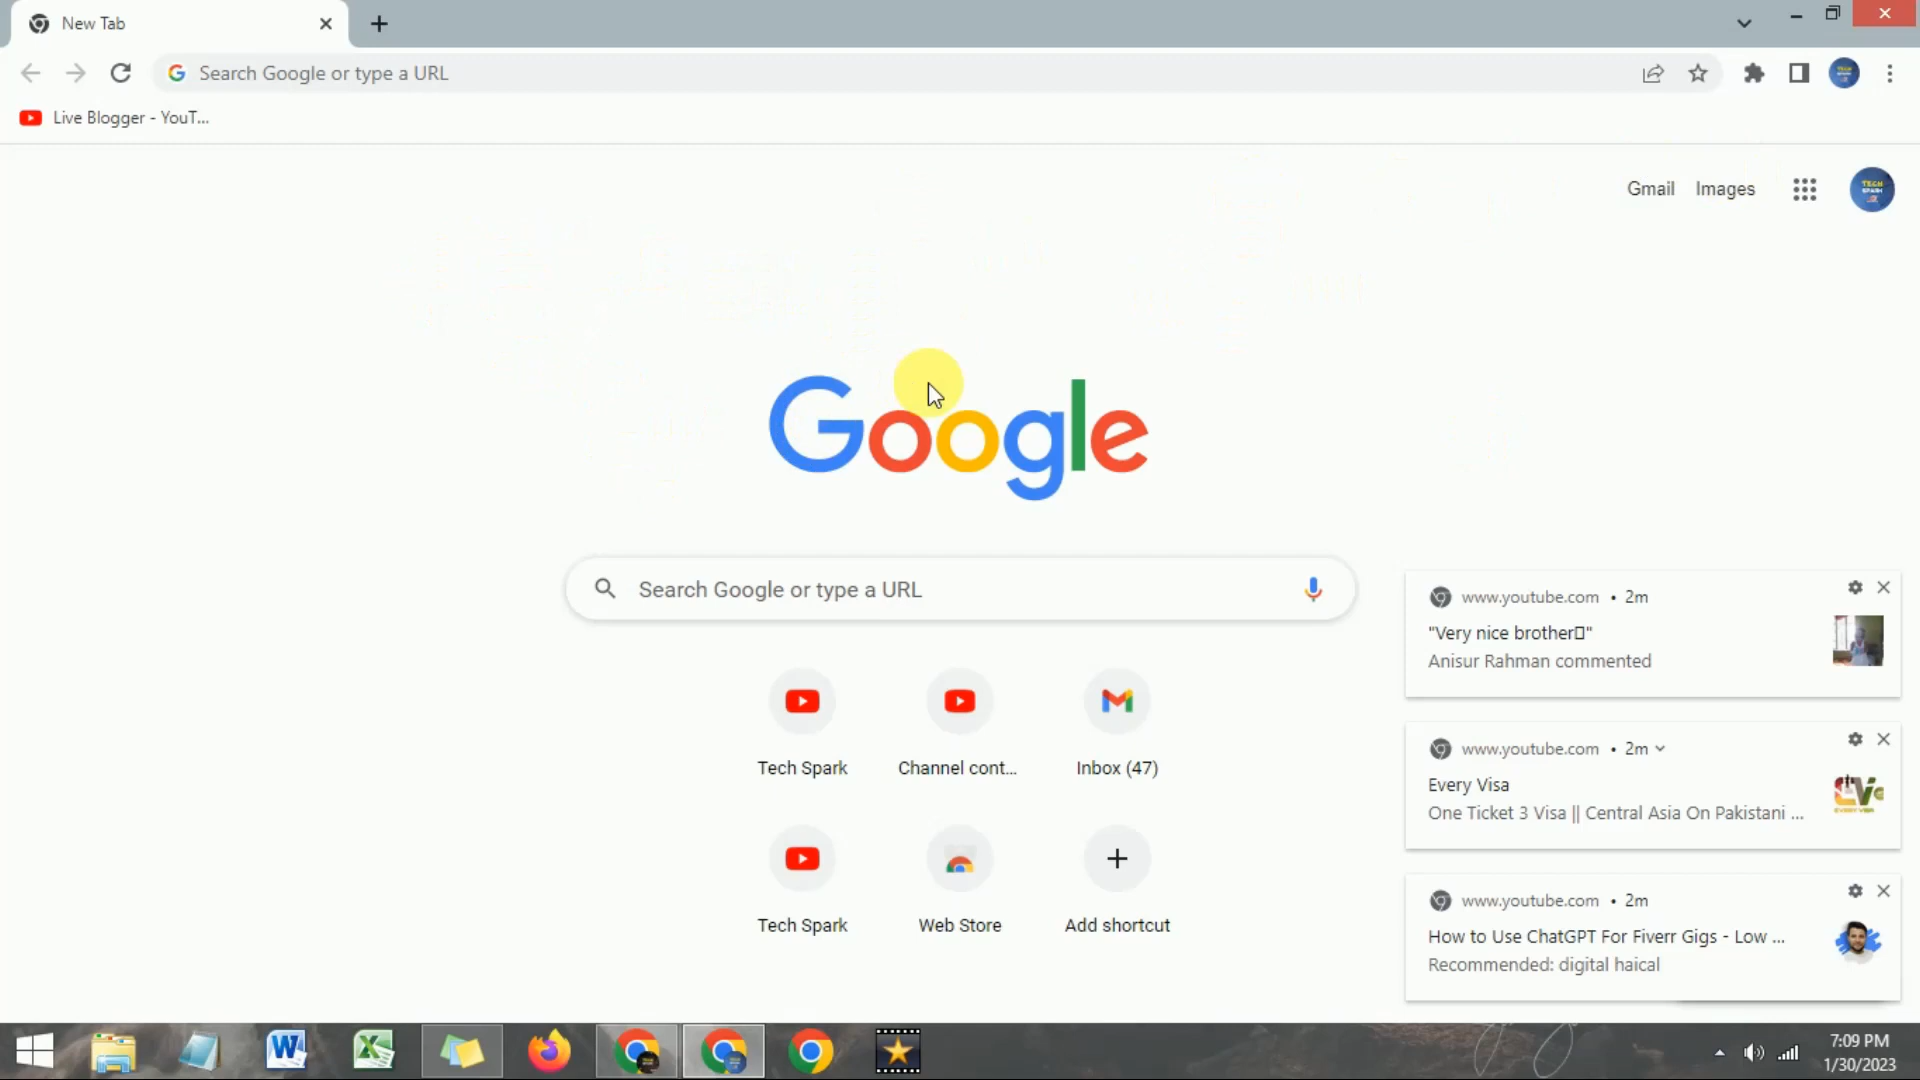 New Tab
Search Google or type a URL
Live Blogger - YouT...
Gmail Images
TECH
SPARK
Google
Search Google or type a URL
Tech Spark
Channel cont...
Inbox (47)
Tech Spark
Web Store
Add shortcut
www.youtube.com • 2m
"Very nice brother▯"
Anisur Rahman commented
www.youtube.com • 2m
Every Visa
One Ticket 3 Visa || Central Asia On Pakistani ...
www.youtube.com • 2m
How to Use ChatGPT For Fiverr Gigs - Low ...
Recommended: digital haical
7:09 PM
1/30/2023